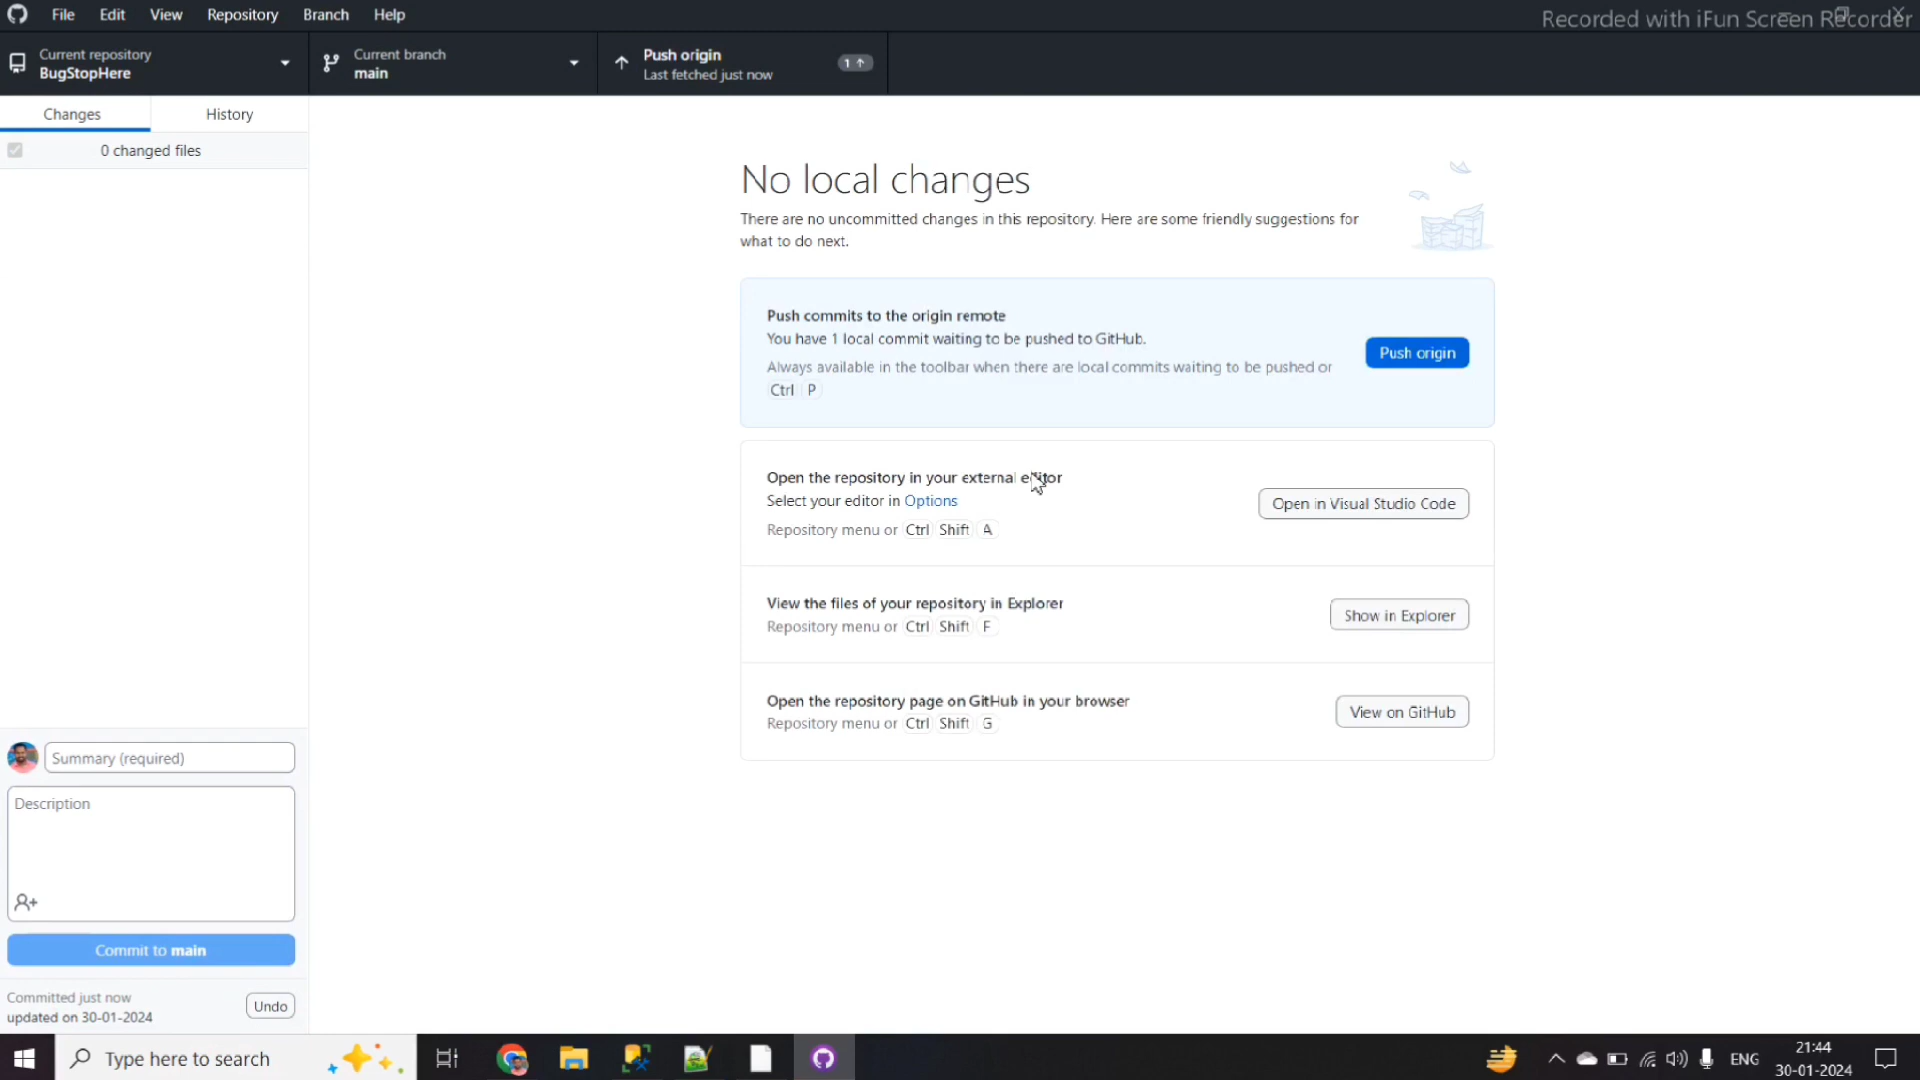 File Edit View Repository Branch Help
Recorded with iFun Screen Recorder
Current repository
BugStopHere
Current branch
main
Push origin
Last fetched just now
1
Changes History
0 changed files
No local changes
There are no uncommitted changes in this repository. Here are some friendly suggestions for
what to do next.
Push commits to the origin remote
You have 1 local commit waiting to be pushed to GitHub.
Always available in the toolbar when there are local commits waiting to be pushed or
Ctrl P
Push origin
Open the repository in your external editor
Select your editor in Options
Repository menu or Ctrl Shift A
Open in Visual Studio Code
View the files of your repository in Explorer
Repository menu or Ctrl Shift F
Show in Explorer
Open the repository page on GitHub in your browser
Repository menu or Ctrl Shift G
View on GitHub
Summary (required)
Description
Commit to main
Committed just now
updated on 30-01-2024
Undo
Type here to search
ENG
21:44
30-01-2024